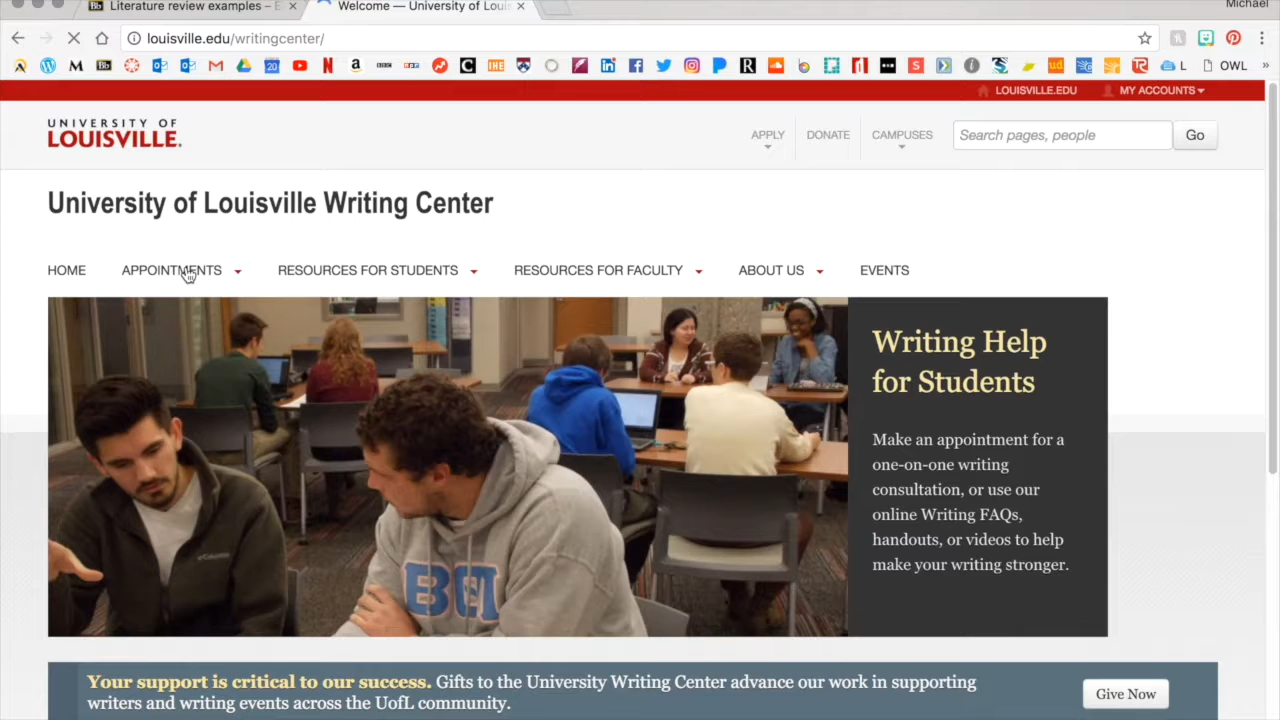 Michael
Literature review examples –
Welcome — University of Loui
louisville.edu/writingcenter/
L
OWL
LOUISVILLE.EDU
MY ACCOUNTS
UNIVERSITY OF
LOUISVILLE.
APPLY
DONATE
CAMPUSES
Search pages, people
Go
University of Louisville Writing Center
HOME
APPOINTMENTS
RESOURCES FOR STUDENTS
RESOURCES FOR FACULTY
ABOUT US
EVENTS
Writing Help
for Students
Make an appointment for a
one-on-one writing
consultation, or use our
online Writing FAQs,
handouts, or videos to help
make your writing stronger.
Your support is critical to our success. Gifts to the University Writing Center advance our work in supporting
writers and writing events across the UofL community.
Give Now